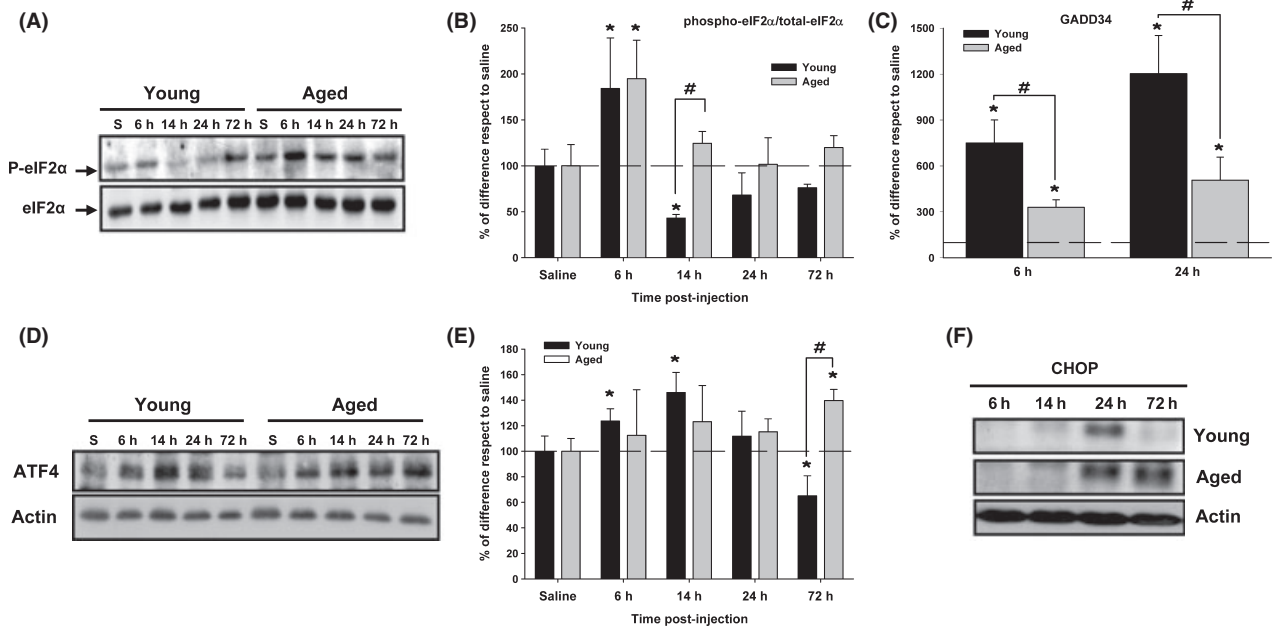 (A)
Young Aged
S 6 h 14 h 24 h 72 h S 6 h 14 h 24 h 72 h
P-eIF2α
eIF2α
(B)
phospho-eIF2α/total-eIF2α
Young
Aged
% of difference respect to saline
250
200
150
100
50
0
* * * #
Saline 6 h 14 h 24 h 72 h
Time post-injection
(C)
GADD34
Young
Aged
% of difference respect to saline
1500
1200
900
600
300
0
* # * * # *
6 h 24 h
(D)
Young Aged
S 6 h 14 h 24 h 72 h S 6 h 14 h 24 h 72 h
ATF4
Actin
(E)
Young
Aged
% of difference respect to saline
180
160
140
120
100
80
60
40
20
0
* * * # *
Saline 6 h 14 h 24 h 72 h
Time post-injection
(F)
CHOP
6 h 14 h 24 h 72 h
Young
Aged
Actin